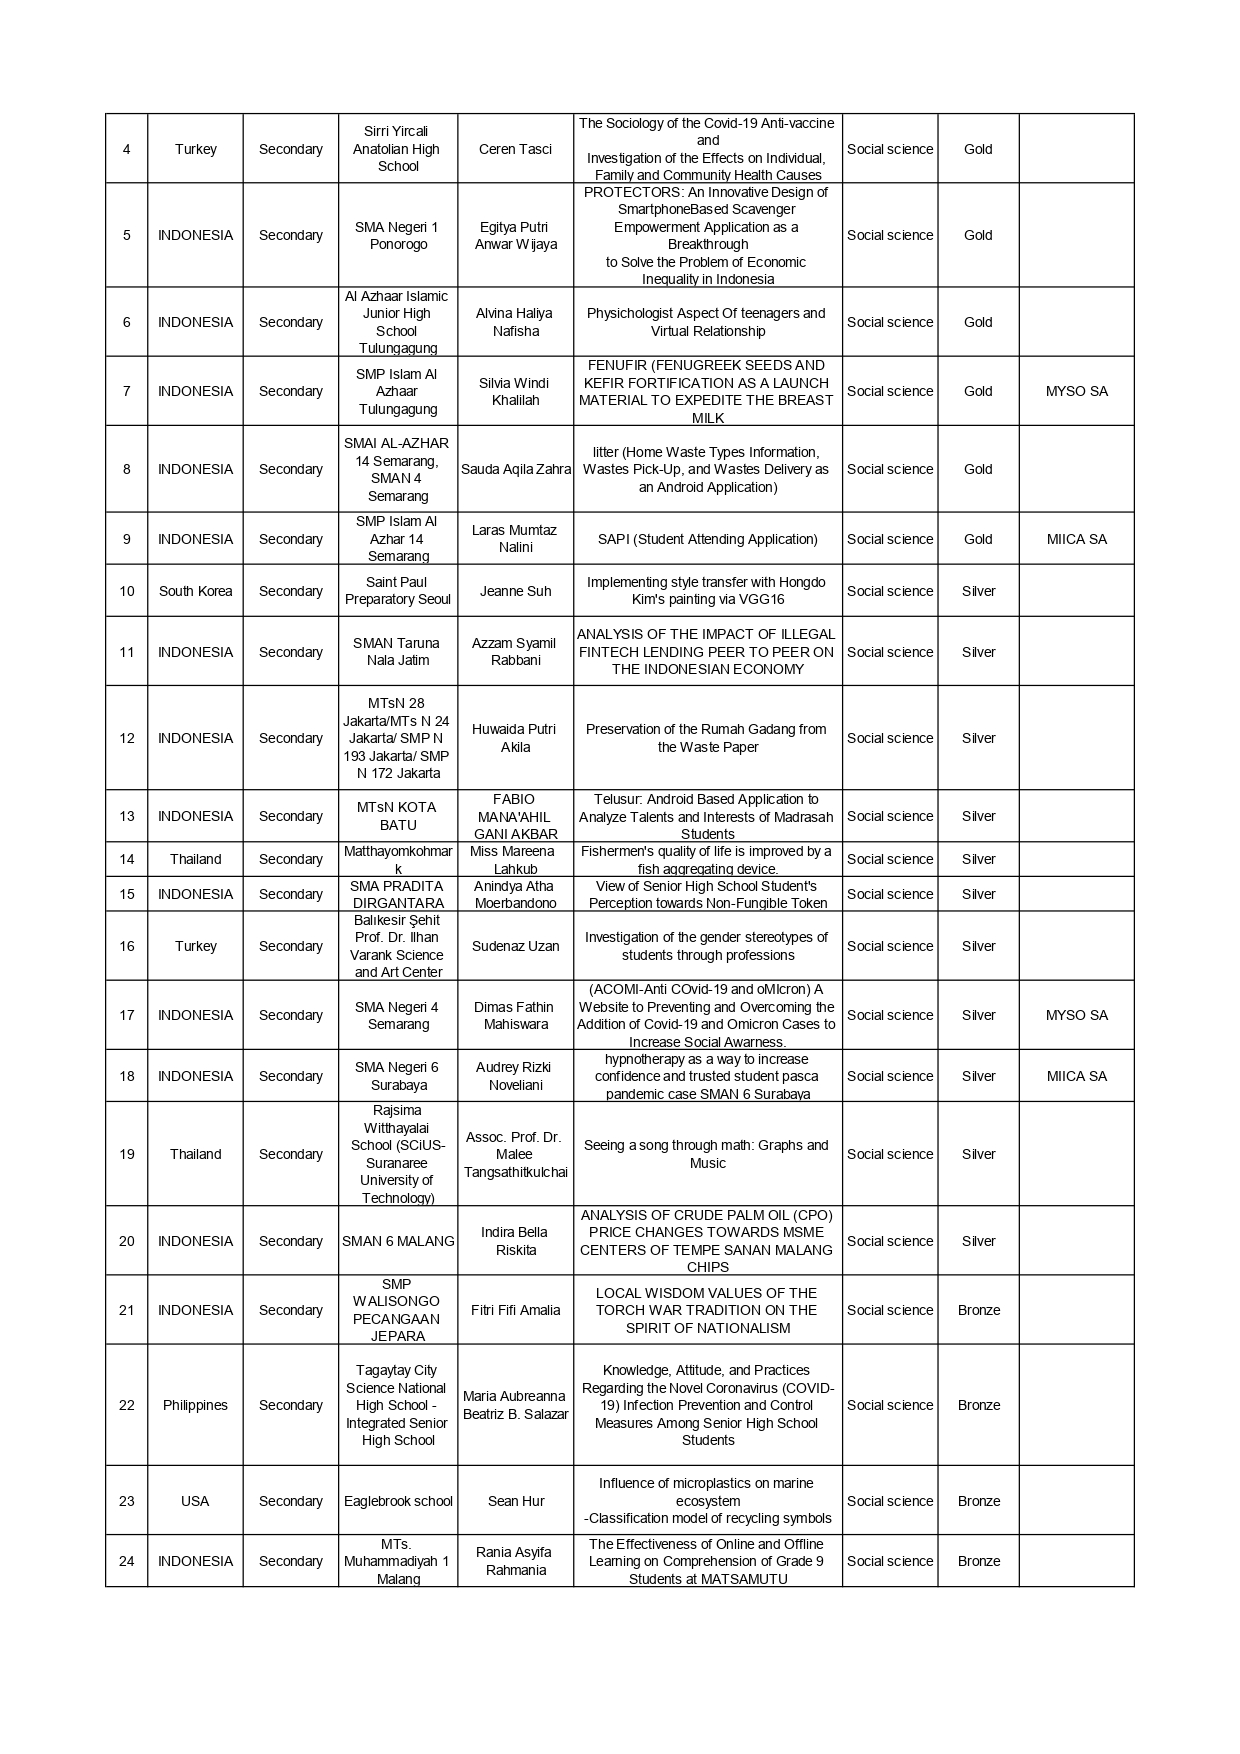 4 Turkey Secondary Sirri Yircali Anatolian High School Ceren Tasci The Sociology of the Covid-19 Anti-vaccine and Investigation of the Effects on Individual, Family and Community Health Causes Social science Gold
5 INDONESIA Secondary SMA Negeri 1 Ponorogo Egitya Putri Anwar Wijaya PROTECTORS: An Innovative Design of SmartphoneBased Scavenger Empowerment Application as a Breakthrough to Solve the Problem of Economic Inequality in Indonesia Social science Gold
6 INDONESIA Secondary Al Azhaar Islamic Junior High School Tulungagung Alvina Haliya Nafisha Physichologist Aspect Of teenagers and Virtual Relationship Social science Gold
7 INDONESIA Secondary SMP Islam Al Azhaar Tulungagung Silvia Windi Khalilah FENUFIR (FENUGREEK SEEDS AND KEFIR FORTIFICATION AS A LAUNCH MATERIAL TO EXPEDITE THE BREAST MILK Social science Gold MYSO SA
8 INDONESIA Secondary SMAI AL-AZHAR 14 Semarang, SMAN 4 Semarang Sauda Aqila Zahra litter (Home Waste Types Information, Wastes Pick-Up, and Wastes Delivery as an Android Application) Social science Gold
9 INDONESIA Secondary SMP Islam Al Azhar 14 Semarang Laras Mumtaz Nalini SAPI (Student Attending Application) Social science Gold MIICA SA
10 South Korea Secondary Saint Paul Preparatory Seoul Jeanne Suh Implementing style transfer with Hongdo Kim's painting via VGG16 Social science Silver
11 INDONESIA Secondary SMAN Taruna Nala Jatim Azzam Syamil Rabbani ANALYSIS OF THE IMPACT OF ILLEGAL FINTECH LENDING PEER TO PEER ON THE INDONESIAN ECONOMY Social science Silver
12 INDONESIA Secondary MTsN 28 Jakarta/MTs N 24 Jakarta/ SMP N 193 Jakarta/ SMP N 172 Jakarta Huwaida Putri Akila Preservation of the Rumah Gadang from the Waste Paper Social science Silver
13 INDONESIA Secondary MTsN KOTA BATU FABIO MANA'AHIL GANI AKBAR Telusur: Android Based Application to Analyze Talents and Interests of Madrasah Students Social science Silver
14 Thailand Secondary Matthayomkohmark Miss Mareena Lahkub Fishermen's quality of life is improved by a fish aggregating device. Social science Silver
15 INDONESIA Secondary SMA PRADITA DIRGANTARA Anindya Atha Moerbandono View of Senior High School Student's Perception towards Non-Fungible Token Social science Silver
16 Turkey Secondary Balıkesir Şehit Prof. Dr. Ilhan Varank Science and Art Center Sudenaz Uzan Investigation of the gender stereotypes of students through professions Social science Silver
17 INDONESIA Secondary SMA Negeri 4 Semarang Dimas Fathin Mahiswara (ACOMI-Anti COvid-19 and oMIcron) A Website to Preventing and Overcoming the Addition of Covid-19 and Omicron Cases to Increase Social Awarness. Social science Silver MYSO SA
18 INDONESIA Secondary SMA Negeri 6 Surabaya Audrey Rizki Noveliani hypnotherapy as a way to increase confidence and trusted student pasca pandemic case SMAN 6 Surabaya Social science Silver MIICA SA
19 Thailand Secondary Rajsima Witthayalai School (SCiUS-Suranaree University of Technology) Assoc. Prof. Dr. Malee Tangsathitkulchai Seeing a song through math: Graphs and Music Social science Silver
20 INDONESIA Secondary SMAN 6 MALANG Indira Bella Riskita ANALYSIS OF CRUDE PALM OIL (CPO) PRICE CHANGES TOWARDS MSME CENTERS OF TEMPE SANAN MALANG CHIPS Social science Silver
21 INDONESIA Secondary SMP WALISONGO PECANGAAN JEPARA Fitri Fifi Amalia LOCAL WISDOM VALUES OF THE TORCH WAR TRADITION ON THE SPIRIT OF NATIONALISM Social science Bronze
22 Philippines Secondary Tagaytay City Science National High School - Integrated Senior High School Maria Aubreanna Beatriz B. Salazar Knowledge, Attitude, and Practices Regarding the Novel Coronavirus (COVID-19) Infection Prevention and Control Measures Among Senior High School Students Social science Bronze
23 USA Secondary Eaglebrook school Sean Hur Influence of microplastics on marine ecosystem -Classification model of recycling symbols Social science Bronze
24 INDONESIA Secondary MTs. Muhammadiyah 1 Malang Rania Asyifa Rahmania The Effectiveness of Online and Offline Learning on Comprehension of Grade 9 Students at MATSAMUTU Social science Bronze